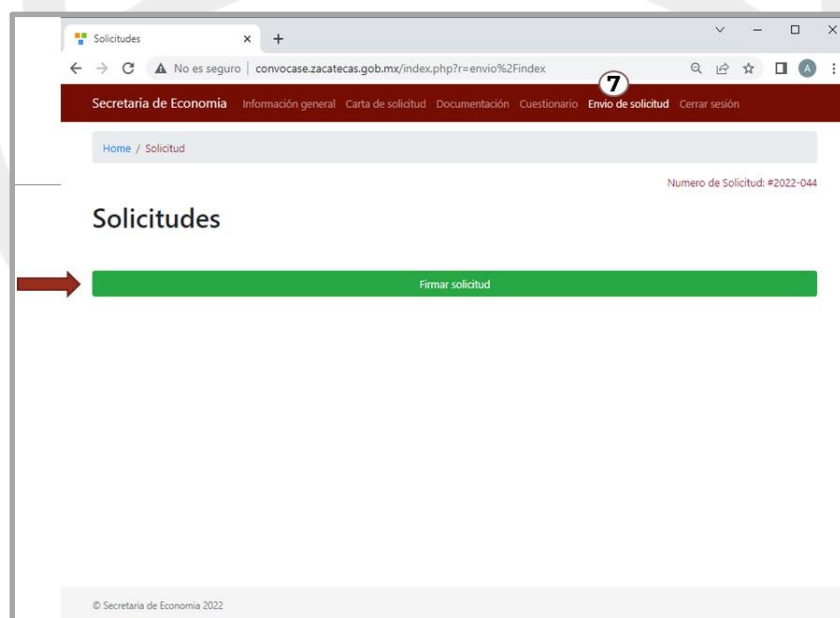 Solicitudes
No es seguro | convocase.zacatecas.gob.mx/index.php?r=envio%2Findex
A
7
Secretaria de Economia Información general Carta de solicitud Documentación Cuestionario Envio de solicitud Cerrar sesión
Home / Solicitud
Numero de Solicitud: #2022-044
Solicitudes
Firmar solicitud
© Secretaria de Economia 2022